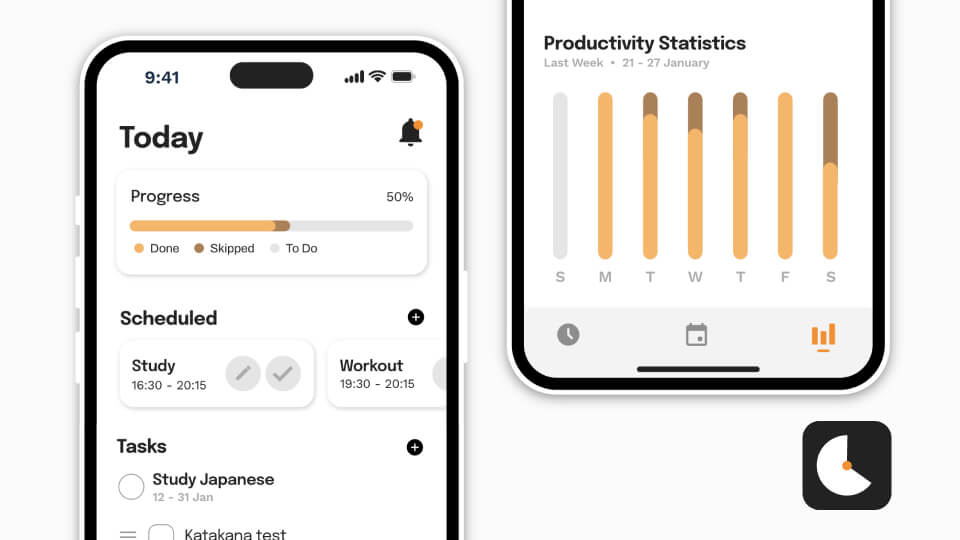 9:41
Today
Progress 50%
Done Skipped To Do
Scheduled
Study
16:30 - 20:15
Workout
19:30 - 20:15
Tasks
Study Japanese
12 - 31 Jan
Katakana test
Productivity Statistics
Last Week • 21 - 27 January
S M T W T F S